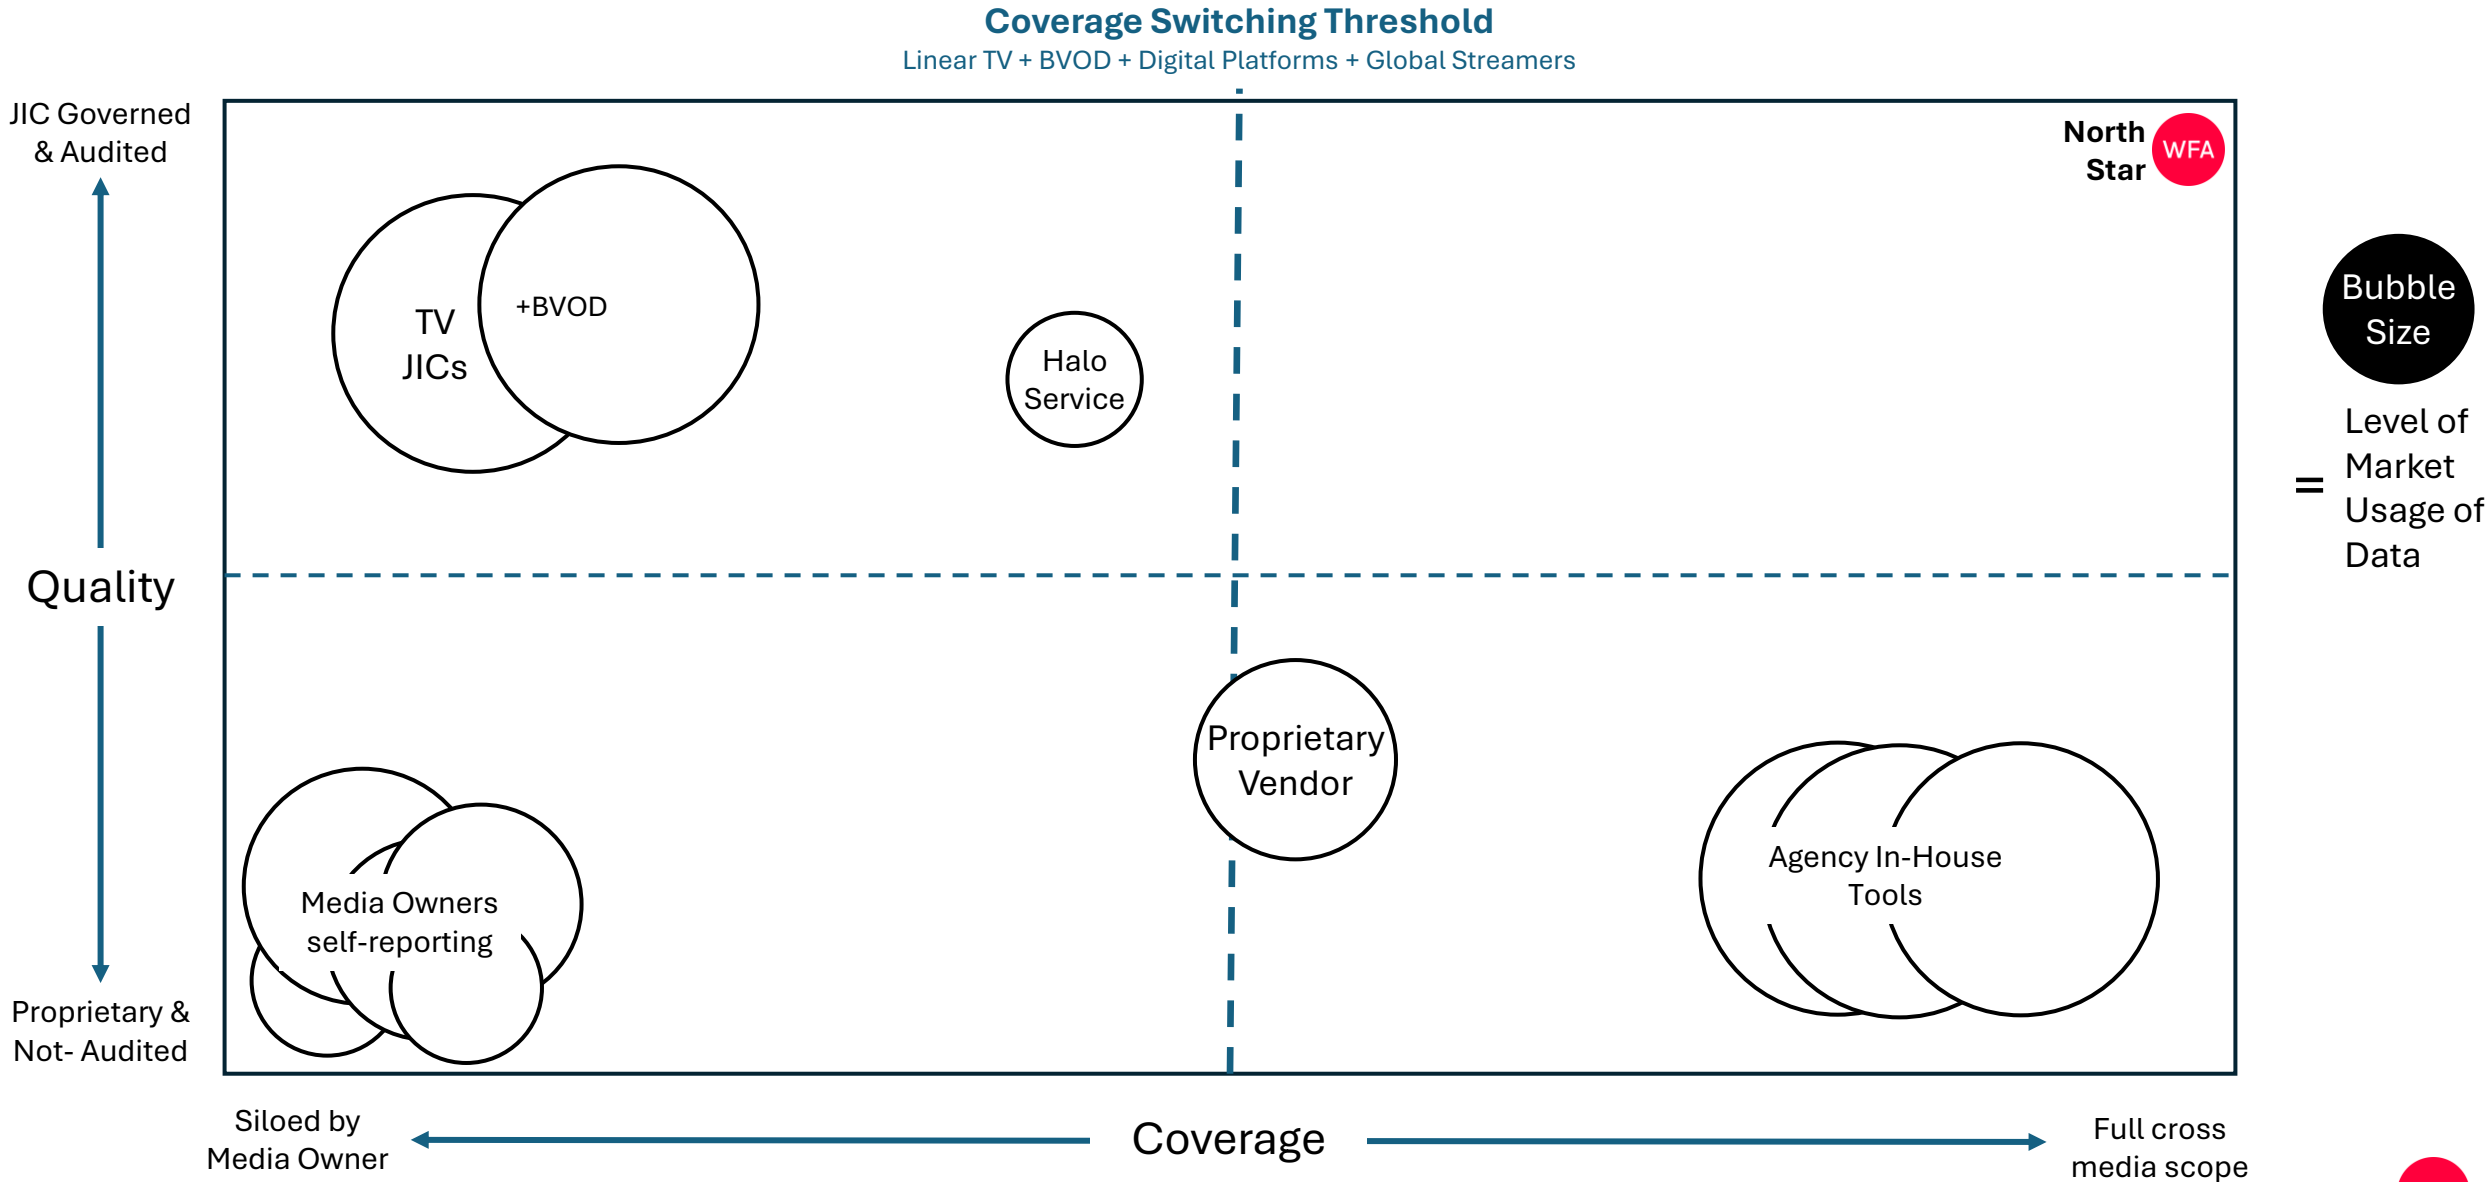 Coverage Switching Threshold
Linear TV + BVOD + Digital Platforms + Global Streamers
JIC Governed
& Audited
North
Star
WFA
TV
JICs
+BVOD
Halo
Service
Bubble
Size
=
Level of
Market
Usage of
Data
Quality
Proprietary
Vendor
Media Owners
self-reporting
Agency In-House
Tools
Proprietary &
Not- Audited
Siloed by
Media Owner
Coverage
Full cross
media scope